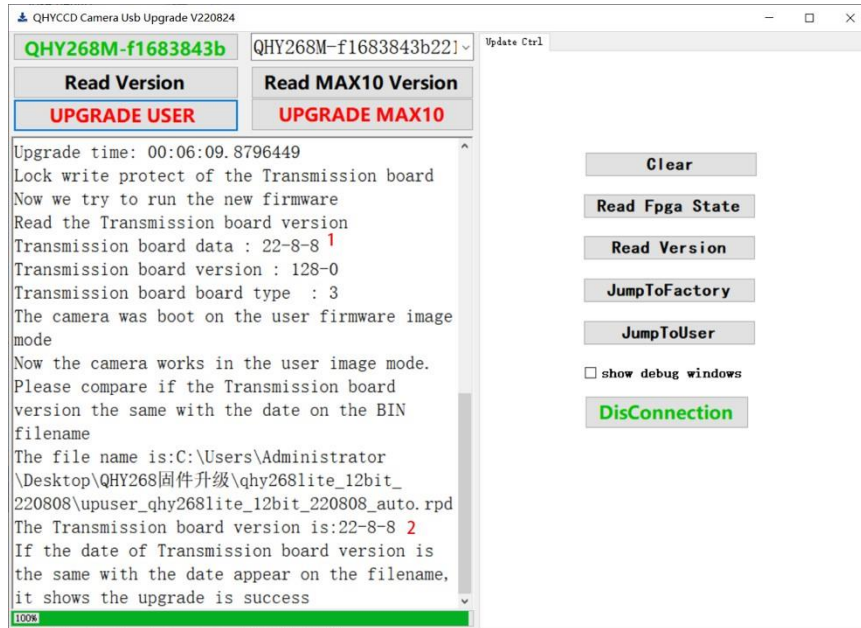 QHYCCD Camera Usb Upgrade V220824
QHY268M-f1683843b
QHY268M-f1683843b221
Read Version
Read MAX10 Version
UPGRADE USER
UPGRADE MAX10
Upgrade time: 00:06:09.8796449
Lock write protect of the Transmission board
Now we try to run the new firmware
Read the Transmission board version
Transmission board data : 22-8-8 1
Transmission board version : 128-0
Transmission board board type  : 3
The camera was boot on the user firmware image
mode
Now the camera works in the user image mode.
Please compare if the Transmission board
version the same with the date on the BIN
filename
The file name is:C:\Users\Administrator
\Desktop\QHY268固件升级\qhy268lite_12bit_
220808\upuser_qhy268lite_12bit_220808_auto.rpd
The Transmission board version is:22-8-8 2
If the date of Transmission board version is
the same with the date appear on the filename,
it shows the upgrade is success
100%
Update Ctrl
Clear
Read Fpga State
Read Version
JumpToFactory
JumpToUser
show debug windows
DisConnection